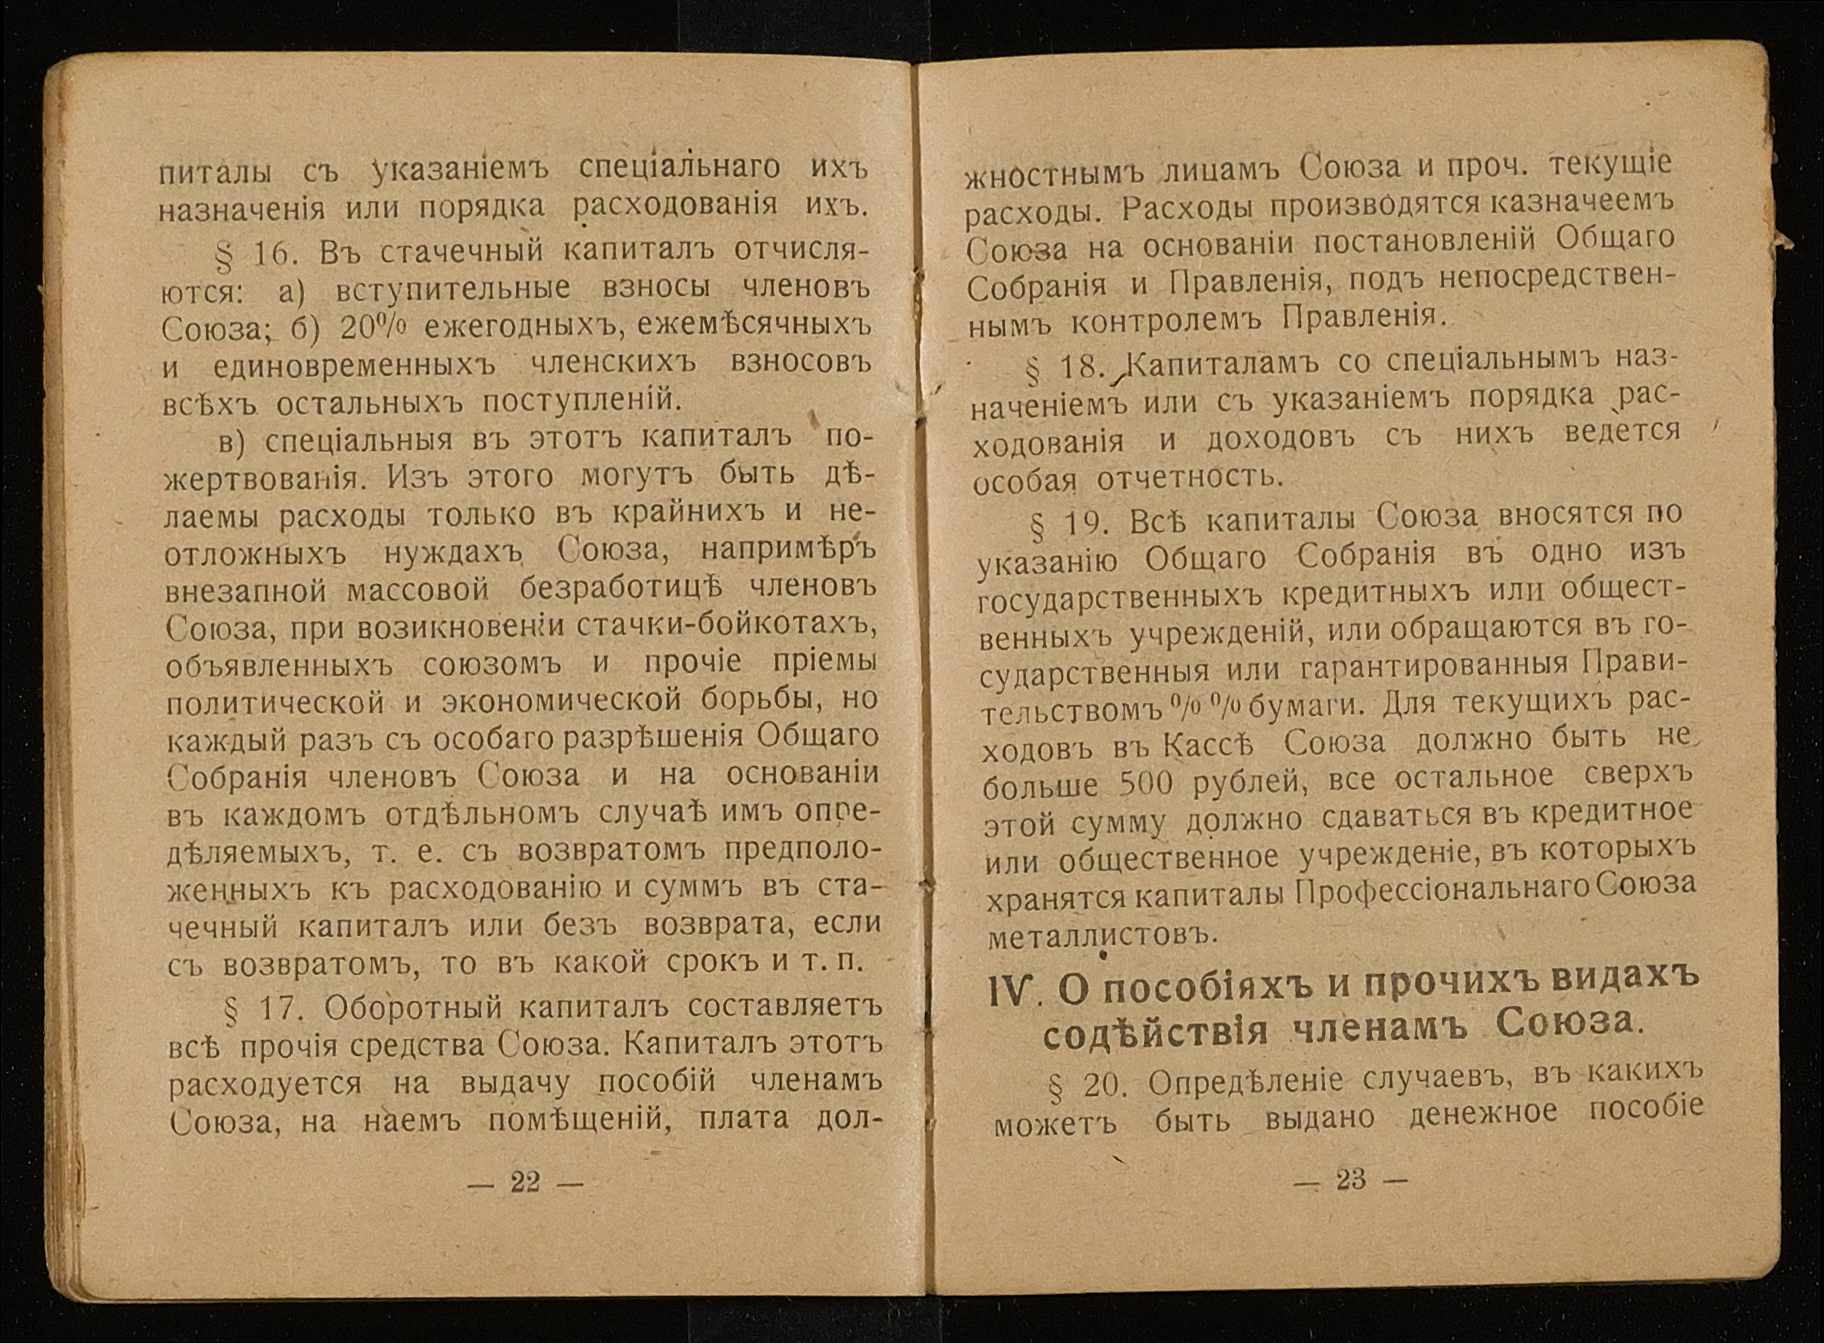 питалы съ указаніемъ спеціальнаго ихъ
назначенія или порядка расходованія ихъ.
§ 16. Въ стачечный капиталъ отчисля-
ются: а) вступительные взносы членовъ
Союза; б) 20% ежегодныхъ, ежемѣсячныхъ
и единовременныхъ членскихъ взносовъ
всѣхъ остальныхъ поступленій.
в) спеціальныя въ этотъ капиталъ по-
жертвованія. Изъ этого могутъ быть дѣ-
лаемы расходы только въ крайнихъ и не-
отложныхъ нуждахъ Союза, напримѣръ
внезапной массовой безработицѣ членовъ
Союза, при возикновеніи стачки-бойкотахъ,
объявленныхъ союзомъ и прочіе пріемы
политической и экономической борьбы, но
каждый разъ съ особаго разрѣшенія Общаго
Собранія членовъ Союза и на основаніи
въ каждомъ отдѣльномъ случаѣ имъ опре-
дѣляемыхъ, т. е. съ возвратомъ предполо-
женныхъ къ расходованію и суммъ въ ста-
чечный капиталъ или безъ возврата, если
съ возвратомъ, то въ какой срокъ и т. п.
§ 17. Оборотный капиталъ составляетъ
всѣ прочія средства Союза. Капиталъ этотъ
расходуется на выдачу пособій членамъ
Союза, на наемъ помѣщеній, плата дол-
— 22 —
жностнымъ лицамъ Союза и проч. текущіе
расходы. Расходы производятся казначеемъ
Союза на основаніи постановленій Общаго
Собранія и Правленія, подъ непосредствен-
нымъ контролемъ Правленія.
§ 18. Капиталамъ со спеціальнымъ наз-
наченіемъ или съ указаніемъ порядка рас-
ходованія и доходовъ съ нихъ ведется
особая отчетность.
§ 19. Всѣ капиталы Союза вносятся по
указанію Общаго Собранія въ одно изъ
государственныхъ кредитныхъ или общест-
венныхъ учрежденій, или обращаются въ го-
сударственныя или гарантированныя Прави-
тельствомъ % % бумаги. Для текущихъ рас-
ходовъ въ Кассѣ Союза должно быть не
больше 500 рублей, все остальное сверхъ
этой сумму должно сдаваться въ кредитное
или общественное учрежденіе, въ которыхъ
хранятся капиталы Профессіональнаго Союза
металлистовъ.
IV. О пособіяхъ и прочихъ видахъ
содѣйствія членамъ Союза.
§ 20. Опредѣленіе случаевъ, въ какихъ
можетъ быть выдано денежное пособіе
— 23 —